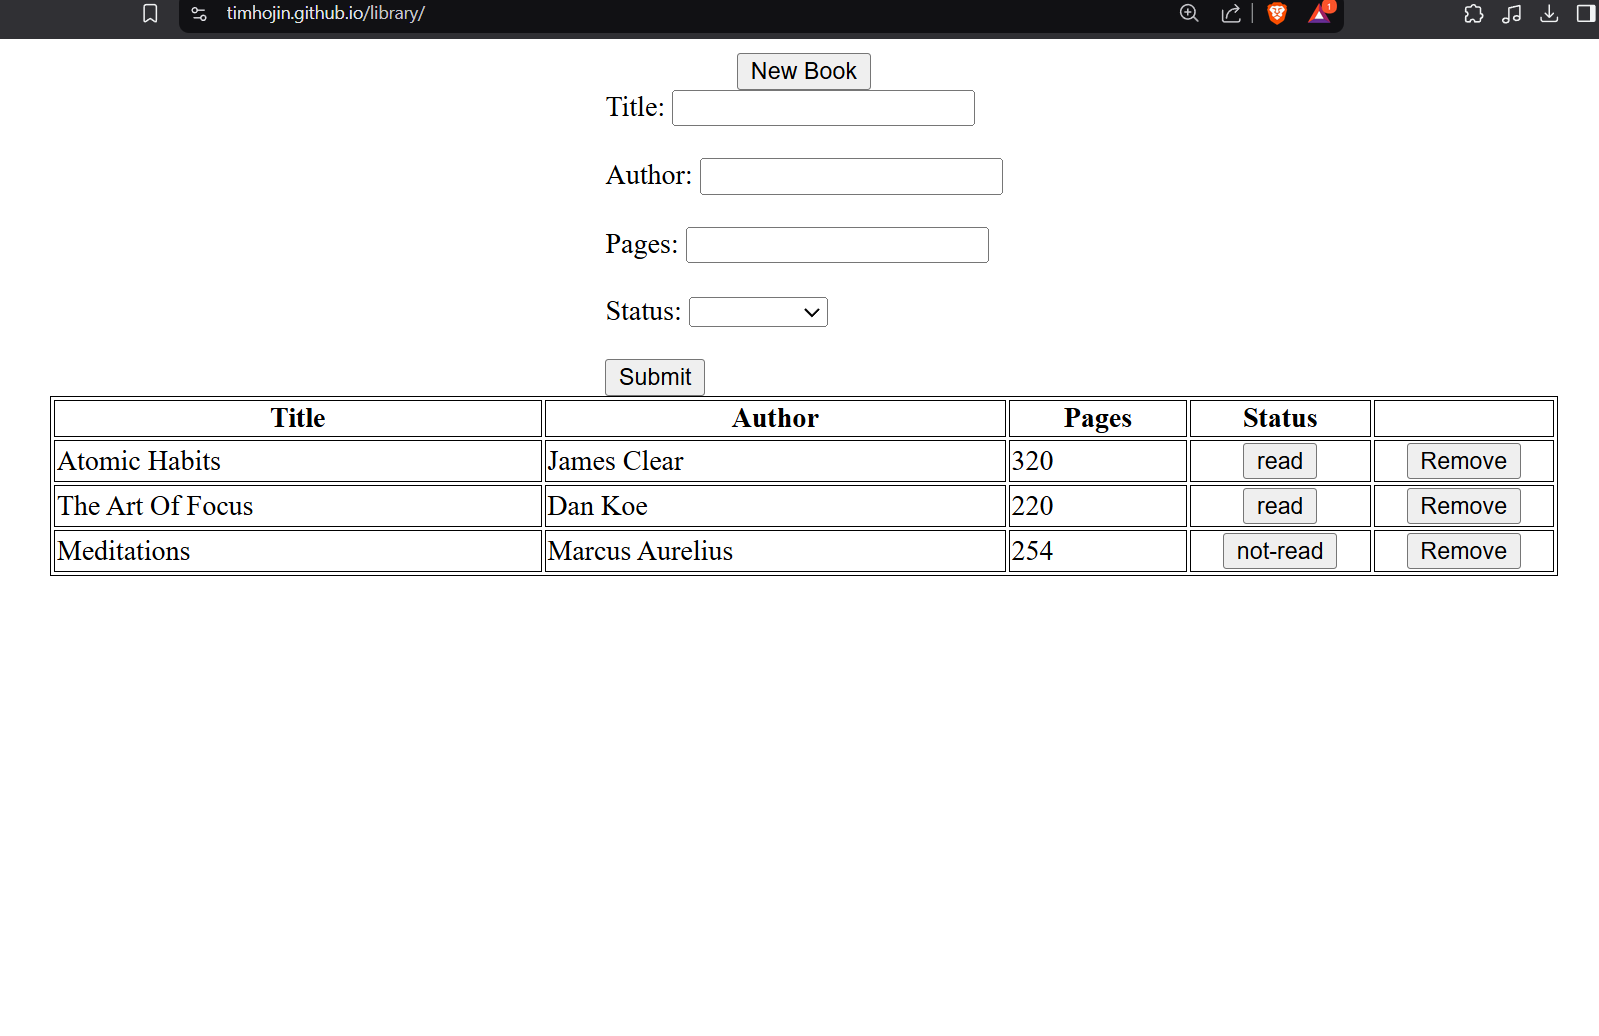 timhojin.github.io/library/
1
New Book
Title:
Author:
Pages:
Status:
Submit
Title Author Pages Status
Atomic Habits James Clear 320 read Remove
The Art Of Focus Dan Koe 220 read Remove
Meditations Marcus Aurelius 254 not-read Remove